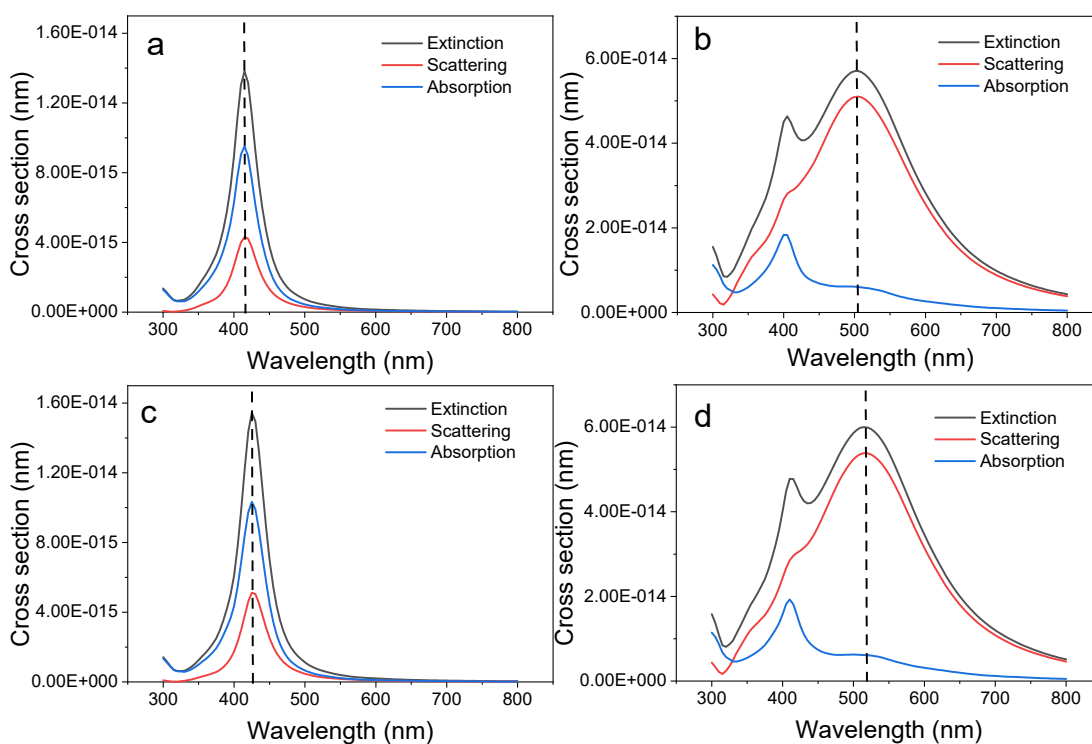 a
Extinction
Scattering
Absorption
1.60E-014
1.20E-014
8.00E-015
4.00E-015
0.00E+000
Cross section (nm)
300 400 500 600 700 800
Wavelength (nm)
b
Extinction
Scattering
Absorption
6.00E-014
4.00E-014
2.00E-014
0.00E+000
Cross section (nm)
300 400 500 600 700 800
Wavelength (nm)
c
Extinction
Scattering
Absorption
1.60E-014
1.20E-014
8.00E-015
4.00E-015
0.00E+000
Cross section (nm)
300 400 500 600 700 800
Wavelength (nm)
d
Extinction
Scattering
Absorption
6.00E-014
4.00E-014
2.00E-014
0.00E+000
Cross section (nm)
300 400 500 600 700 800
Wavelength (nm)